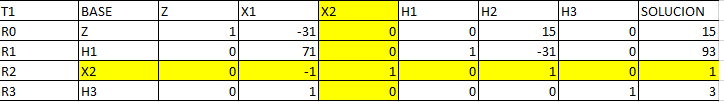 T1 BASE Z X1 X2 H1 H2 H3 SOLUCION
R0 Z 1 -31 0 0 15 0 15
R1 H1 0 71 0 1 -31 0 93
R2 X2 0 -1 1 0 1 0 1
R3 H3 0 1 0 0 0 1 3